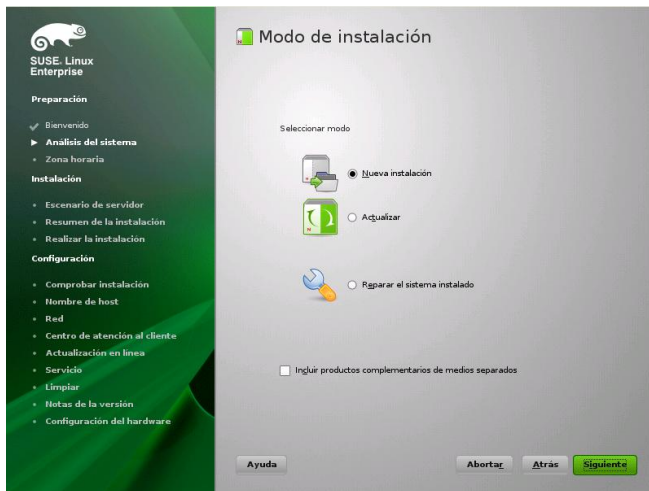 SUSE. Linux
Enterprise
Preparación
Bienvenido
Análisis del sistema
Zona horaria
Instalación
Escenario de servidor
Resumen de la instalación
Realizar la instalación
Configuración
Comprobar instalación
Nombre de host
Red
Centro de atención al cliente
Actualización en línea
Servicio
Limpiar
Notas de la versión
Configuración del hardware
Modo de instalación
Seleccionar modo
Nueva instalación
Actualizar
Reparar el sistema instalado
Incluir productos complementarios de medios separados
Ayuda
Abortar
Atrás
Siguiente